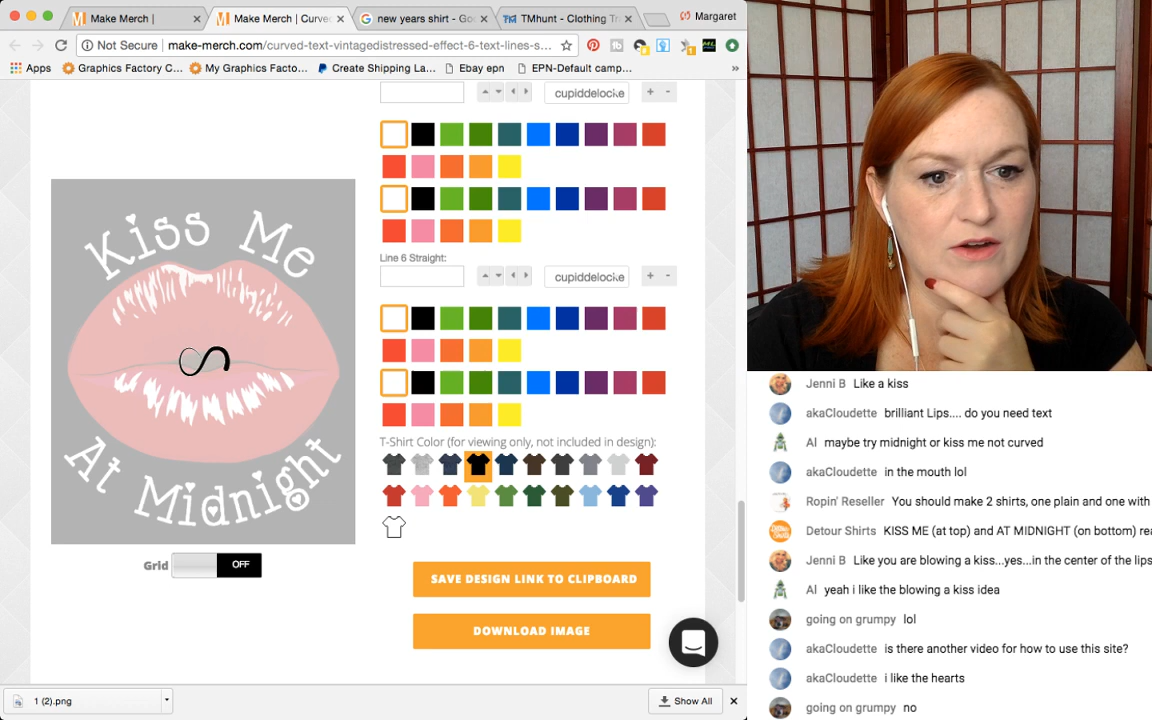 Make Merch |
Make Merch | Curve
new years shirt - Goo
TMhunt - Clothing Tr
Margaret
Not Secure | make-merch.com/curved-text-vintagedistressed-effect-6-text-lines-s...
Apps
Graphics Factory C...
My Graphics Facto...
Create Shipping La...
Ebay epn
EPN-Default camp...
»
cupiddelocke
+ -
Line 6 Straight:
cupiddelocke
+ -
Kiss Me
At Midnight
T-Shirt Color (for viewing only, not included in design):
Grid OFF
SAVE DESIGN LINK TO CLIPBOARD
DOWNLOAD IMAGE
1 (2).png
Show All
Jenni B Like a kiss
akaCloudette brilliant Lips.... do you need text
Al maybe try midnight or kiss me not curved
akaCloudette in the mouth lol
Ropin' Reseller You should make 2 shirts, one plain and one with
Detour Shirts KISS ME (at top) and AT MIDNIGHT (on bottom) rea
Jenni B Like you are blowing a kiss...yes...in the center of the lips
Al yeah i like the blowing a kiss idea
going on grumpy lol
akaCloudette is there another video for how to use this site?
akaCloudette i like the hearts
going on grumpy no